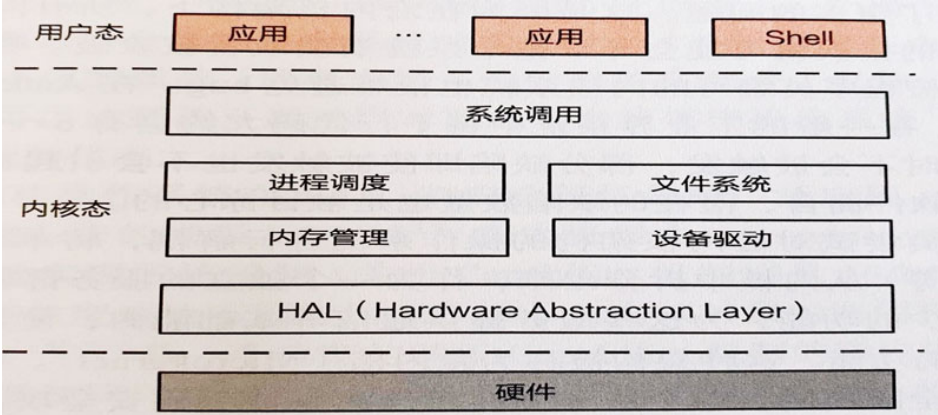 用户态 应用 ... 应用 Shell
系统调用
进程调度 文件系统
内核态
内存管理 设备驱动
HAL（Hardware Abstraction Layer）
硬件